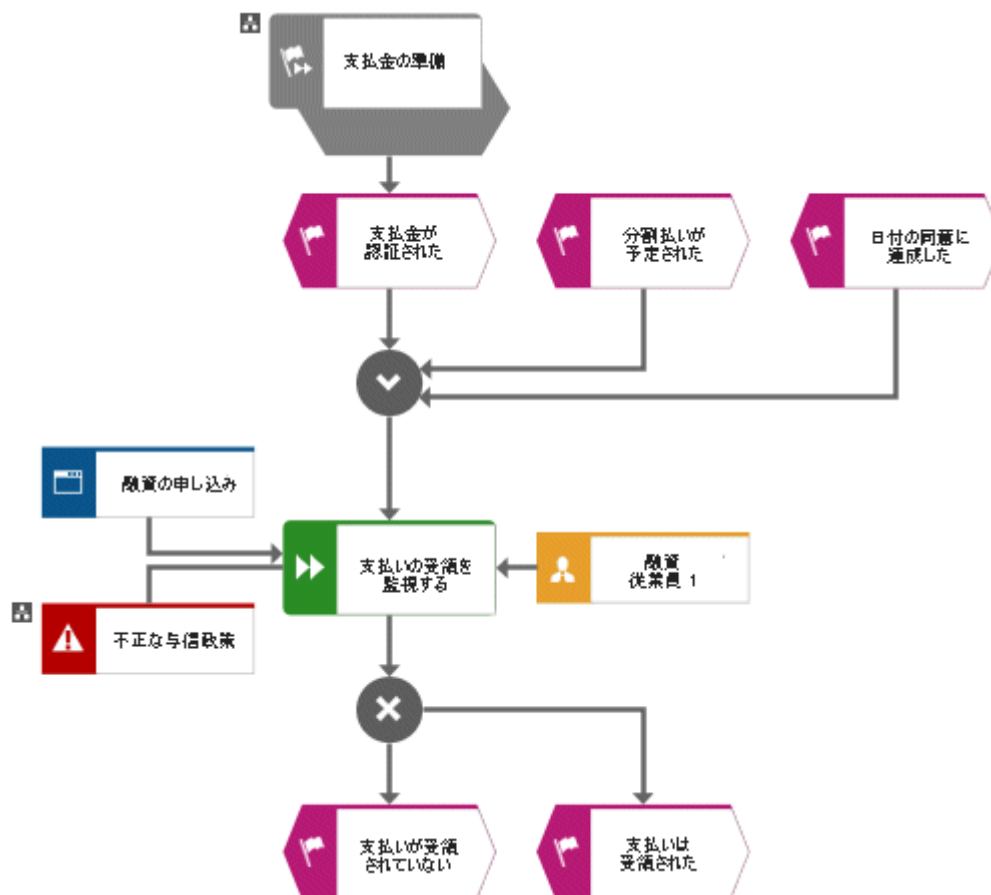 支払金の準備
支払金が
認証された
分割払いが
予定された
日付の同意に
達成した
融資の申し込み
支払いの受領を
監視する
融資
従業員 1
不正な与信政策
支払いが受領
されていない
支払いは
受領された